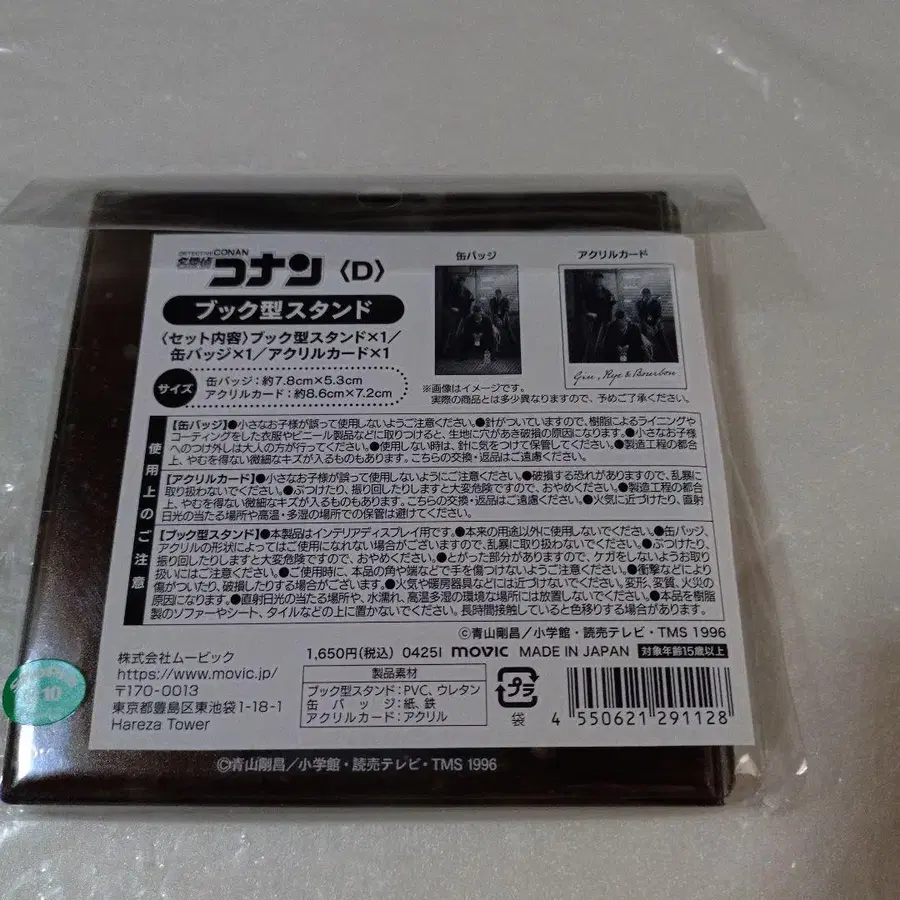 DETECTIVE CONAN
名探偵コナン〈D〉
ブック型スタンド
〈セット内容〉ブック型スタンド×1/
缶バッジ×1/アクリルカード×1
サイズ
缶バッジ:約7.8cm×5.3cm
アクリルカード:約8.6cm×7.2cm
缶バッジ
アクリルカード
Gin, Rye & Bourbon
※画像はイメージです。
実際の商品とは多少異なりますので、予めご了承ください。
使用上のご注意
【缶バッジ】●小さなお子様が誤って使用しないようご注意ください。●針がついていますので、樹脂によるライニングや
コーティングをした衣服やビニール製品などに取りつけると、生地に穴があき破損の原因になります。●小さなお子様
へのつけ外しは大人の方が行ってください。●使用しない時は、針に気をつけて保管してください。●製造工程の都合
上、やむを得ない微細なキズが入るものもあります。こちらの交換・返品はご遠慮ください。
【アクリルカード】●小さなお子様が誤って使用しないようにご注意ください。●破損する恐れがありますので、乱暴に
取り扱わないでください。●ぶつけたり、振り回したりしますと大変危険ですので、おやめください。●製造工程の都合
上、やむを得ない微細なキズが入るものもあります。こちらの交換・返品はご遠慮ください。●火気に近づけたり、直射
日光の当たる場所や高温・多湿の場所での保管は避けてください。
【ブック型スタンド】●本製品はインテリアディスプレイ用です。●本来の用途以外に使用しないでください。●缶バッジ、
アクリルの形状によってはご使用になれない場合がございますので、乱暴に取り扱わないでください。●ぶつけたり、
振り回したりしますと大変危険ですので、おやめください。●とがった部分がありますので、ケガをしないようお取り
扱いにはご注意ください。●ご使用時に、本品の角や端などで手を傷つけないようご注意ください。●衝撃などにより
傷がついたり、破損したりする場合がございます。●火気や暖房器具などには近づけないでください。変形、変質、火災の
原因になります。●直射日光の当たる場所や、水濡れ、高温多湿の環境な場所には放置しないでください。●本品を樹脂
製のソファーやシート、タイルなどの上に置かないでください。長時間接触していると色移りする場合があります。
©青山剛昌/小学館・読売テレビ・TMS 1996
1,650円(税込) 04251 movic MADE IN JAPAN 対象年齢15歳以上
株式会社ムービック
https://www.movic.jp/
〒170-0013
東京都豊島区東池袋1-18-1
Hareza Tower
製品素材
ブック型スタンド:PVC、ウレタン
缶バッジ:紙、鉄
アクリルカード:アクリル
プラ
袋
4 550621 291128
10
©青山剛昌/小学館・読売テレビ・TMS 1996